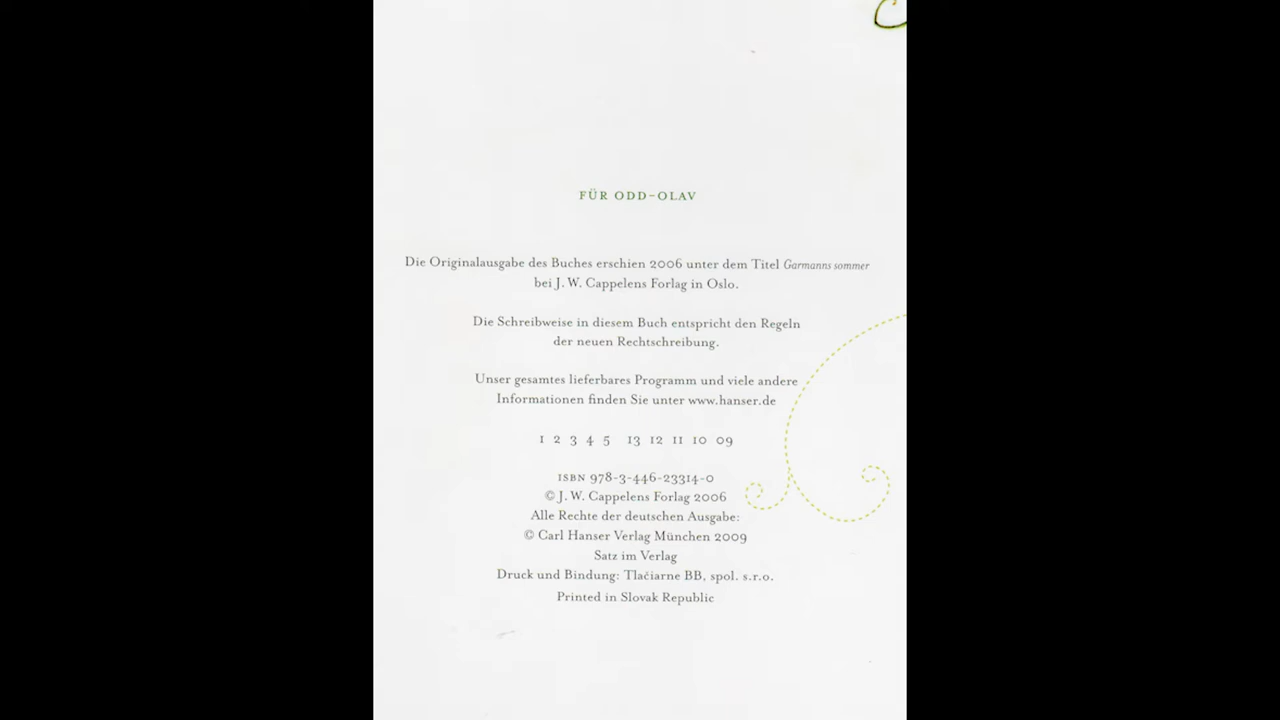 FÜR ODD-OLAV
Die Originalausgabe des Buches erschien 2006 unter dem Titel Garmanns sommer
bei J. W. Cappelens Forlag in Oslo.
Die Schreibweise in diesem Buch entspricht den Regeln
der neuen Rechtschreibung.
Unser gesamtes lieferbares Programm und viele andere
Informationen finden Sie unter www.hanser.de
1 2 3 4 5 13 12 11 10 09
ISBN 978-3-446-23314-0
© J. W. Cappelens Forlag 2006
Alle Rechte der deutschen Ausgabe:
© Carl Hanser Verlag München 2009
Satz im Verlag
Druck und Bindung: Tlačiarne BB, spol. s.r.o.
Printed in Slovak Republic